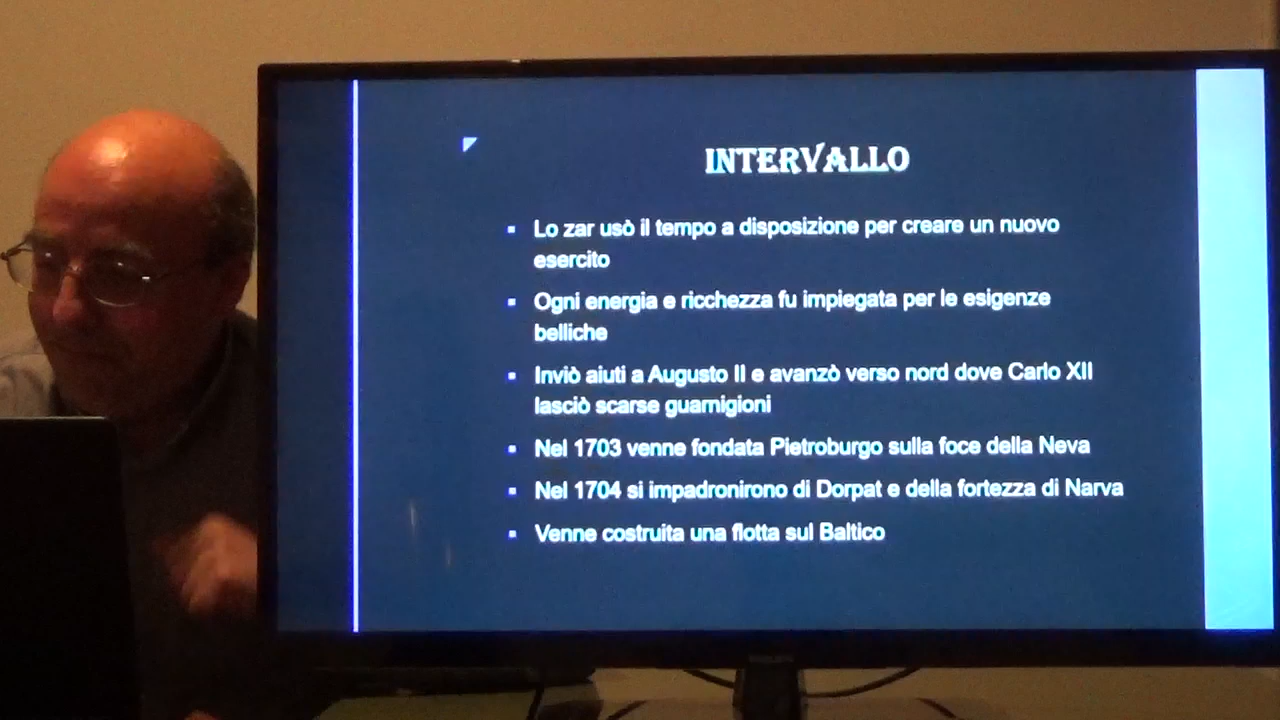 INTERVALLO
Lo zar usò il tempo a disposizione per creare un nuovo
esercito
Ogni energia e ricchezza fu impiegata per le esigenze
belliche
Inviò aiuti a Augusto II e avanzò verso nord dove Carlo XII
lasciò scarse guarnigioni
Nel 1703 venne fondata Pietroburgo sulla foce della Neva
Nel 1704 si impadronirono di Dorpat e della fortezza di Narva
Venne costruita una flotta sul Baltico